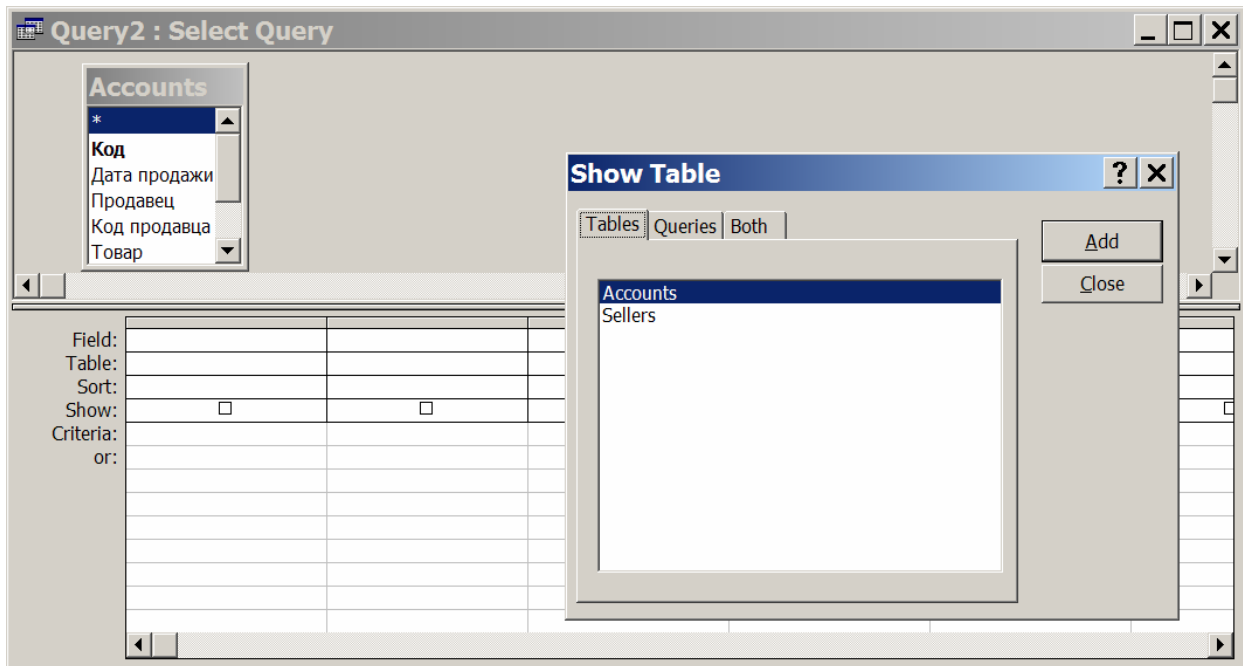 Query2 : Select Query
Accounts
*
Код
Дата продажи
Продавец
Код продавца
Товар
Show Table
Tables Queries Both
Accounts
Sellers
Add
Close
Field:
Table:
Sort:
Show:
Criteria:
or: